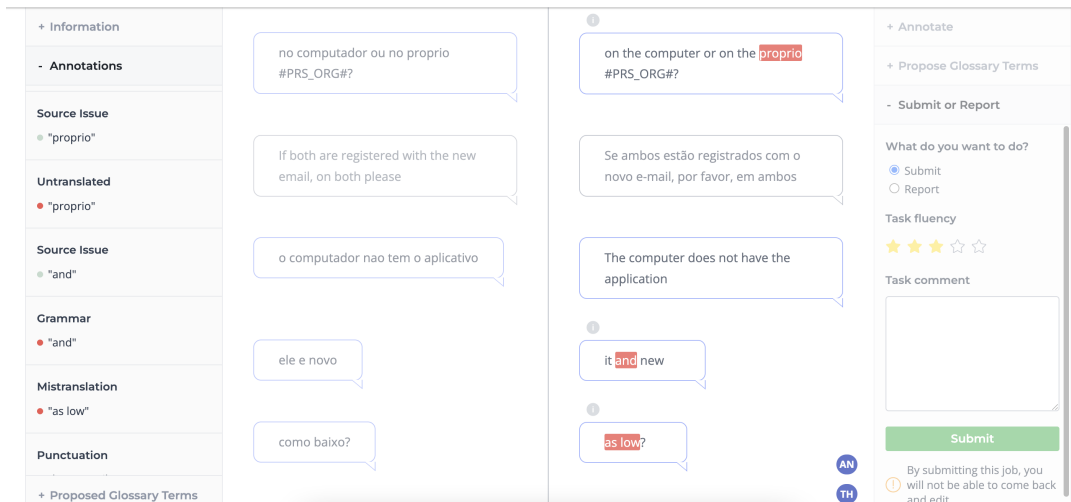 + Information
- Annotations
Source Issue
"proprio"
Untranslated
"proprio"
Source Issue
"and"
Grammar
"and"
Mistranslation
"as low"
Punctuation
+ Proposed Glossary Terms
no computador ou no proprio
#PRS_ORG#?
If both are registered with the new
email, on both please
o computador nao tem o aplicativo
ele e novo
como baixo?
on the computer or on the proprio
#PRS_ORG#?
Se ambos estão registrados com o
novo e-mail, por favor, em ambos
The computer does not have the
application
it and new
as low?
AN
TH
+ Annotate
+ Propose Glossary Terms
- Submit or Report
What do you want to do?
Submit
Report
Task fluency
Task comment
Submit
By submitting this job, you
will not be able to come back
and edit